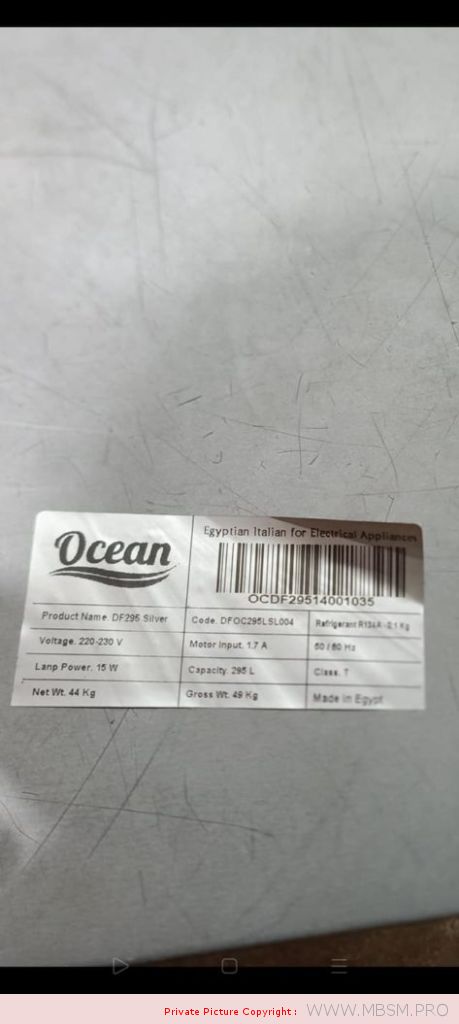 Ocean
Egyptian Italian for Electrical Appliances
OCDF29514001035
Product Name. DF295 Silver
Code. DFOC295LSL004
Refrigerant R134A
Voltage. 220-230 V
Motor Input. 1.7 A
50 / 60 Hz
Lanp Power. 15 W
Capacity. 295 L
Class. T
Net Wt. 44 Kg
Gross Wt. 49 Kg
Made in Egypt
Private Picture Copyright :
WWW.MBSM.PRO